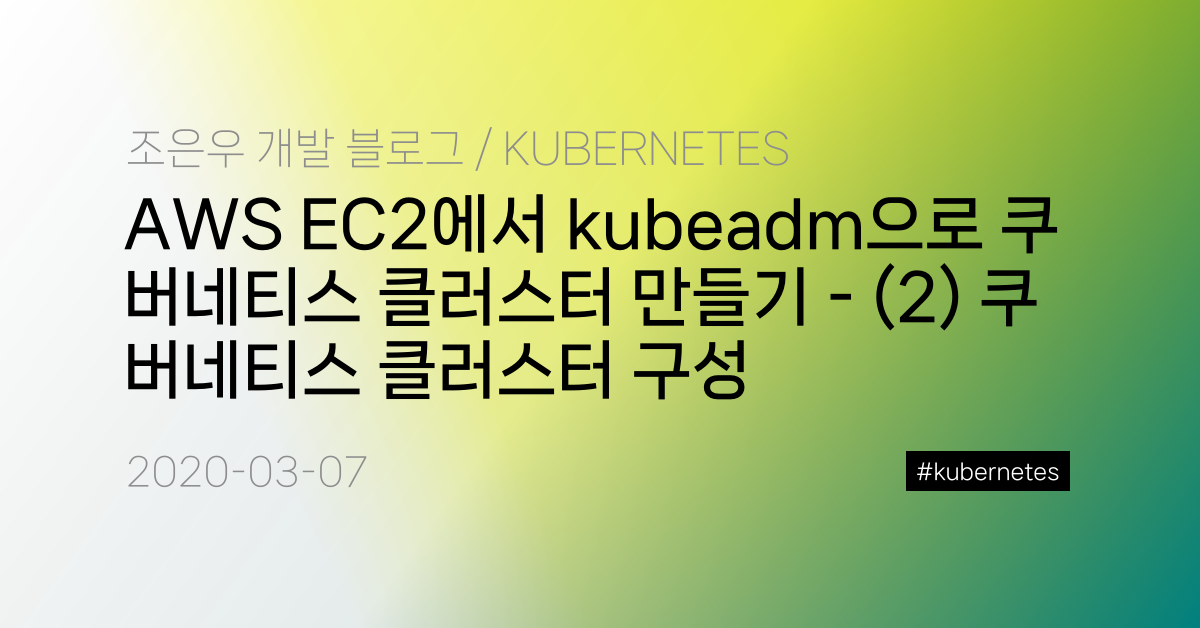 조은우 개발 블로그 / KUBERNETES
AWS EC2에서 kubeadm으로 쿠
버네티스 클러스터 만들기 - (2) 쿠
버네티스 클러스터 구성
2020-03-07
#kubernetes